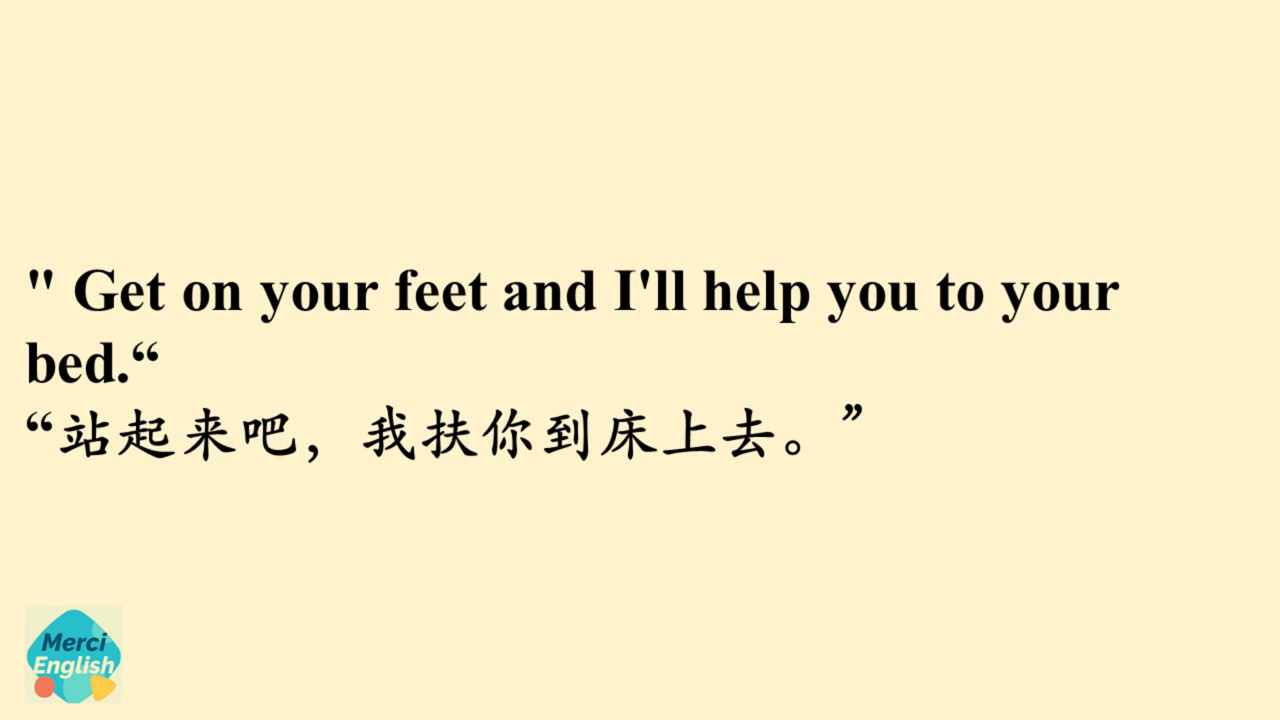 " Get on your feet and I'll help you to your
bed.“
“站起来吧，我扶你到床上去。”
Merci
English